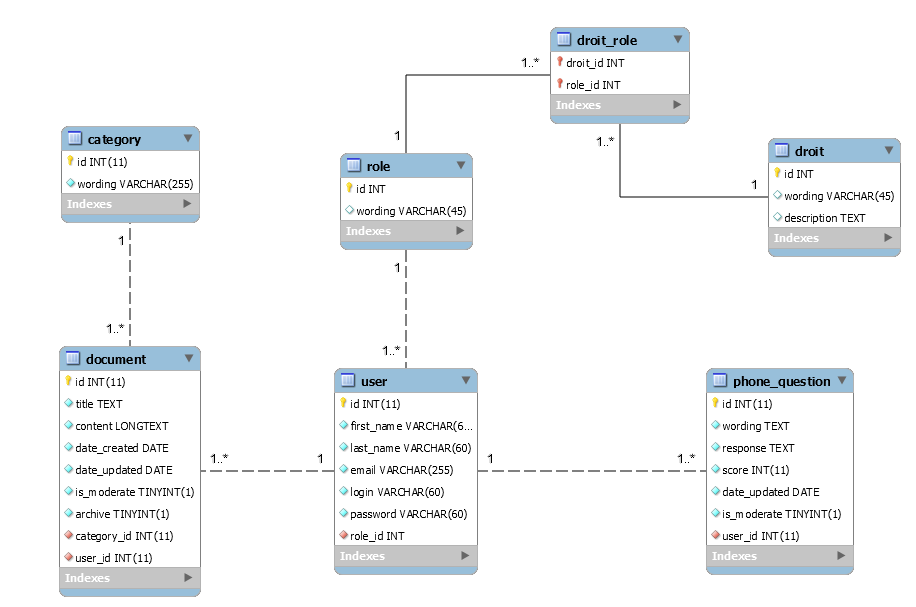 droit_role
droit_id INT
role_id INT
Indexes
1..*
1
1..*
1
category
id INT(11)
wording VARCHAR(255)
Indexes
role
id INT
wording VARCHAR(45)
Indexes
droit
id INT
wording VARCHAR(45)
description TEXT
Indexes
1
1..*
1
1..*
document
id INT(11)
title TEXT
content LONGTEXT
date_created DATE
date_updated DATE
is_moderate TINYINT(1)
archive TINYINT(1)
category_id INT(11)
user_id INT(11)
Indexes
1..*
1
user
id INT(11)
first_name VARCHAR(6...
last_name VARCHAR(60)
email VARCHAR(255)
login VARCHAR(60)
password VARCHAR(60)
role_id INT
Indexes
1
1..*
phone_question
id INT(11)
wording TEXT
response TEXT
score INT(11)
date_updated DATE
is_moderate TINYINT(1)
user_id INT(11)
Indexes